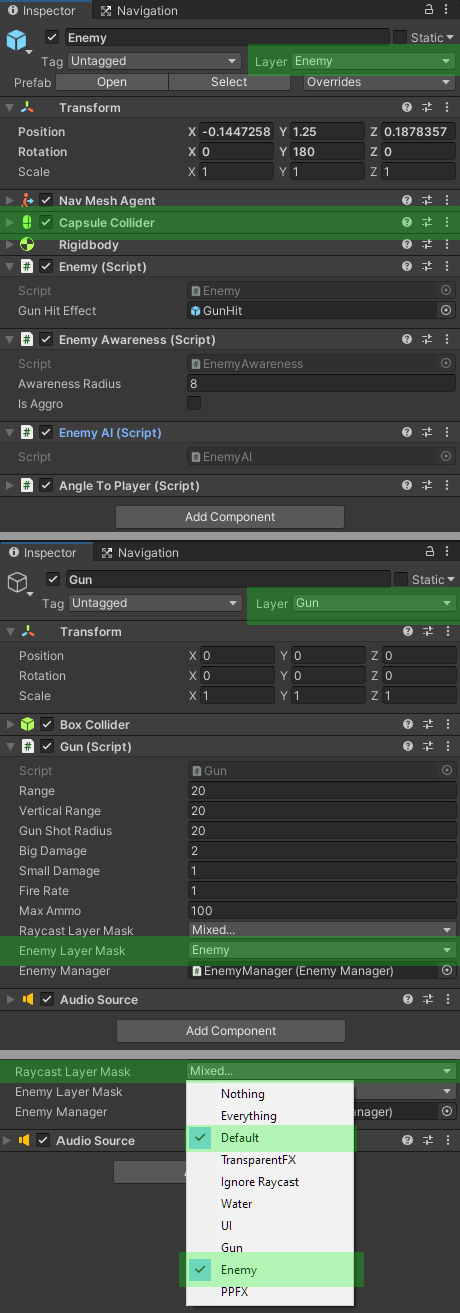 Inspector Navigation
Enemy Static
Tag Untagged Layer Enemy
Prefab Open Select Overrides
Transform
Position X -0.1447258 Y 1.25 Z 0.1878357
Rotation X 0 Y 180 Z 0
Scale X 1 Y 1 Z 1
Nav Mesh Agent
Capsule Collider
Rigidbody
# Enemy (Script)
Script # Enemy
Gun Hit Effect GunHit
# Enemy Awareness (Script)
Script # EnemyAwareness
Awareness Radius 8
Is Aggro
# Enemy AI (Script)
Script # EnemyAI
# Angle To Player (Script)
Add Component
Inspector Navigation
Gun Static
Tag Untagged Layer Gun
Transform
Position X 0 Y 0 Z 0
Rotation X 0 Y 0 Z 0
Scale X 1 Y 1 Z 1
Box Collider
# Gun (Script)
Script # Gun
Range 20
Vertical Range 20
Gun Shot Radius 20
Big Damage 2
Small Damage 1
Fire Rate 1
Max Ammo 100
Raycast Layer Mask Mixed...
Enemy Layer Mask Enemy
Enemy Manager # EnemyManager (Enemy Manager)
Audio Source
Add Component
Raycast Layer Mask Mixed...
Enemy Layer Mask
Enemy Manager nager)
Audio Source
Nothing
Everything
Default
TransparentFX
Ignore Raycast
Water
UI
Gun
Enemy
PPFX